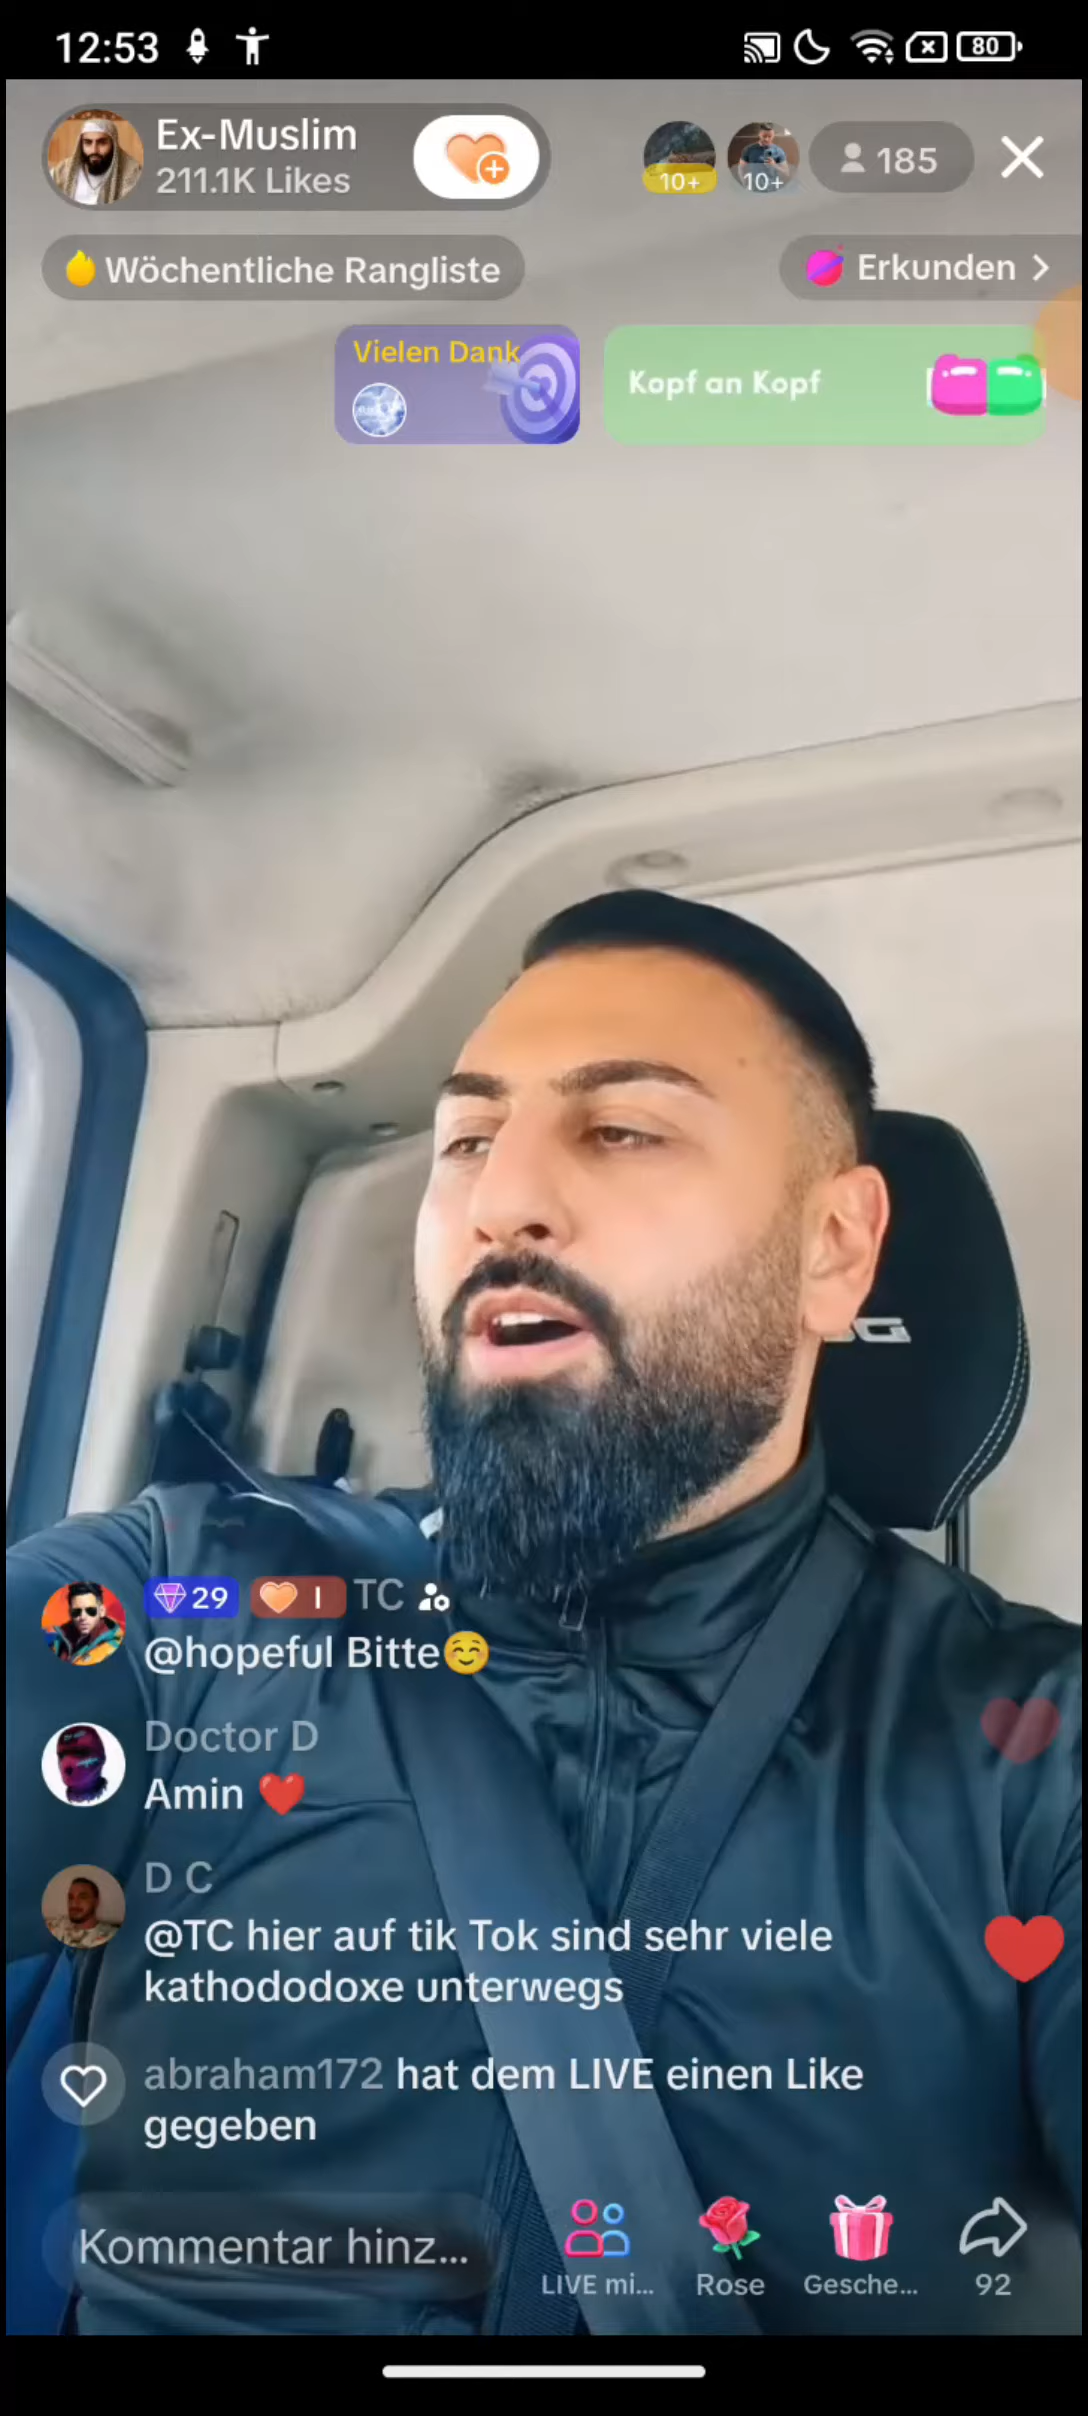 12:53
80
Ex-Muslim
211.1K Likes
10+
10+
185
Wöchentliche Rangliste
Erkunden >
Vielen Dank
Kopf an Kopf
29 I TC
@hopeful Bitte☺️
Doctor D
Amin ❤️
D C
@TC hier auf tik Tok sind sehr viele
kathododoxe unterwegs
abraham172 hat dem LIVE einen Like
gegeben
Kommentar hinz...
LIVE mi...
Rose
Gesche...
92